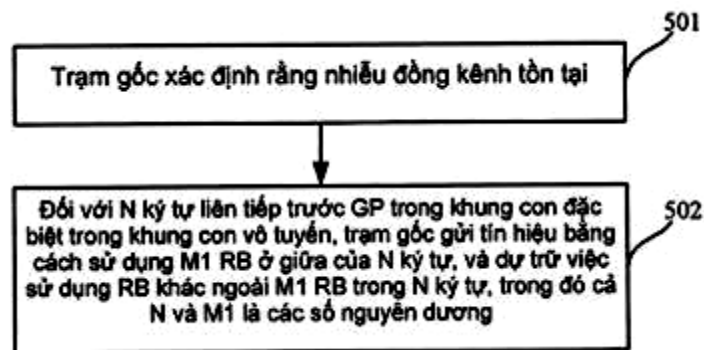 501
Trạm gốc xác định rằng nhiễu đồng kênh tồn tại
Đối với N ký tự liên tiếp trước GP trong khung con đặc
biệt trong khung con vô tuyến, trạm gốc gửi tín hiệu bằng
cách sử dụng M1 RB ở giữa của N ký tự, và dự trữ việc
sử dụng RB khác ngoài M1 RB trong N ký tự, trong đó cả
N và M1 là các số nguyên dương
502